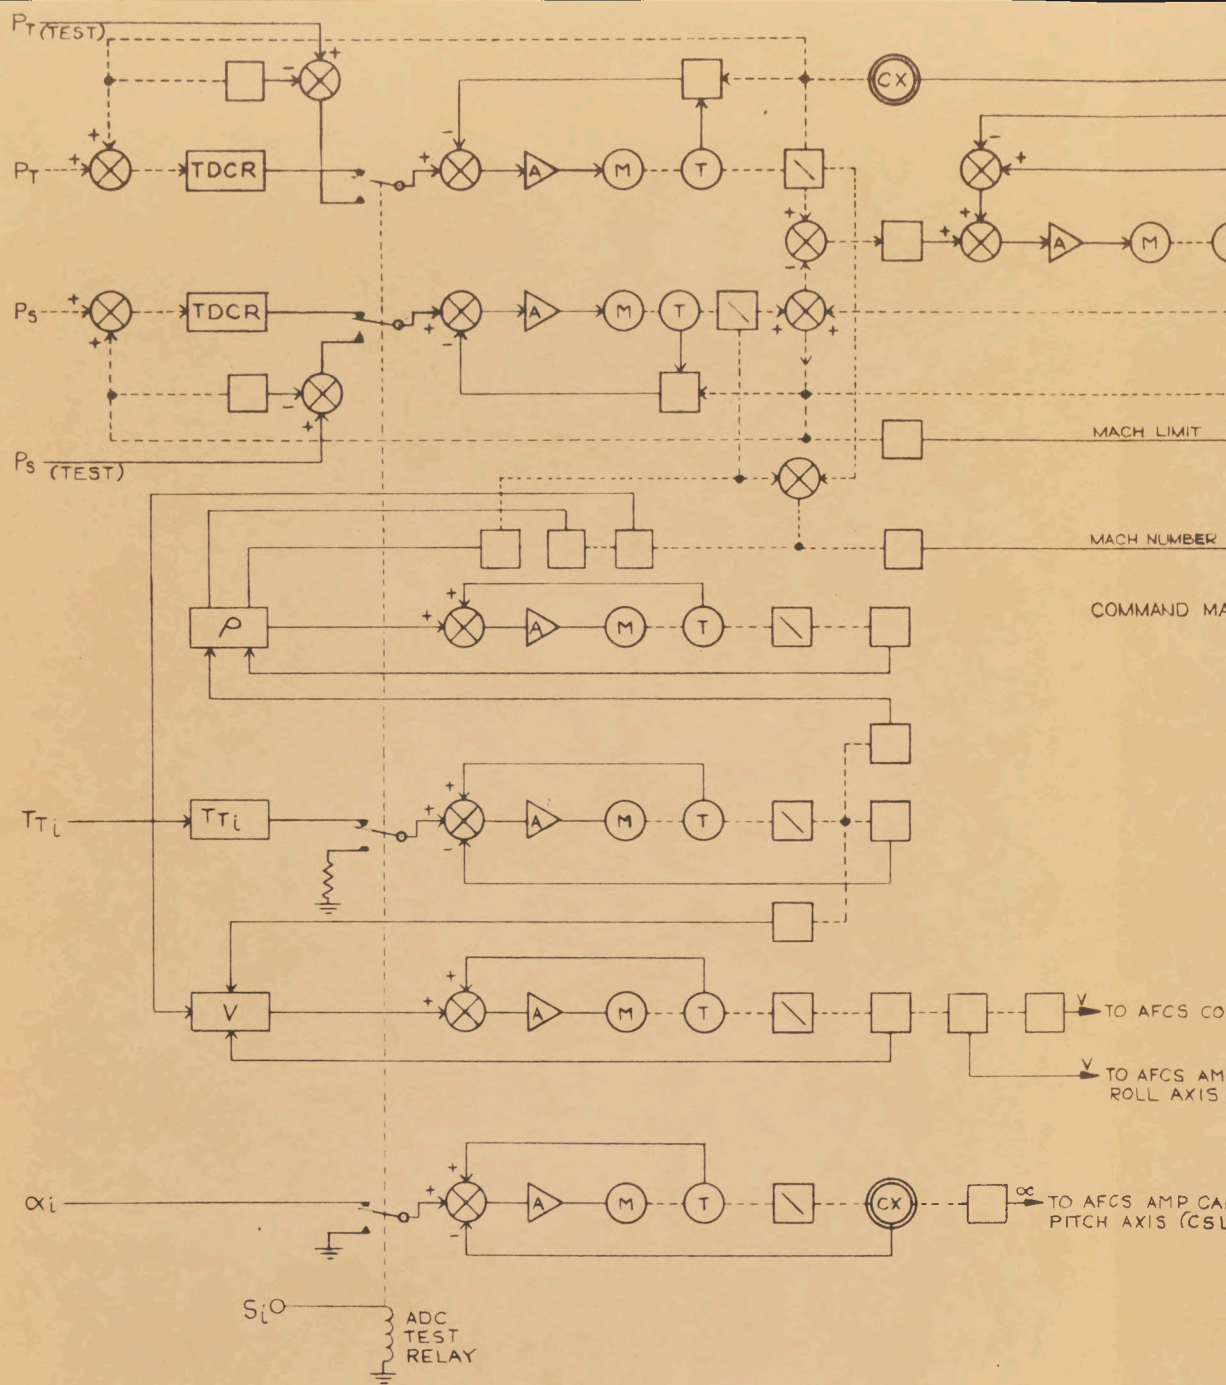 PT (TEST)
CX
PT
TDCR
A
M
T
A
M
PS
TDCR
A
M
T
MACH LIMIT
PS (TEST)
MACH NUMBER
COMMAND MA
ρ
A
M
T
TTi
TTi
A
M
T
V
A
M
T
V
TO AFCS CO
V
TO AFCS AM
ROLL AXIS
αi
A
M
T
CX
α
TO AFCS AMP CA
PITCH AXIS (CSL
Si
ADC
TEST
RELAY